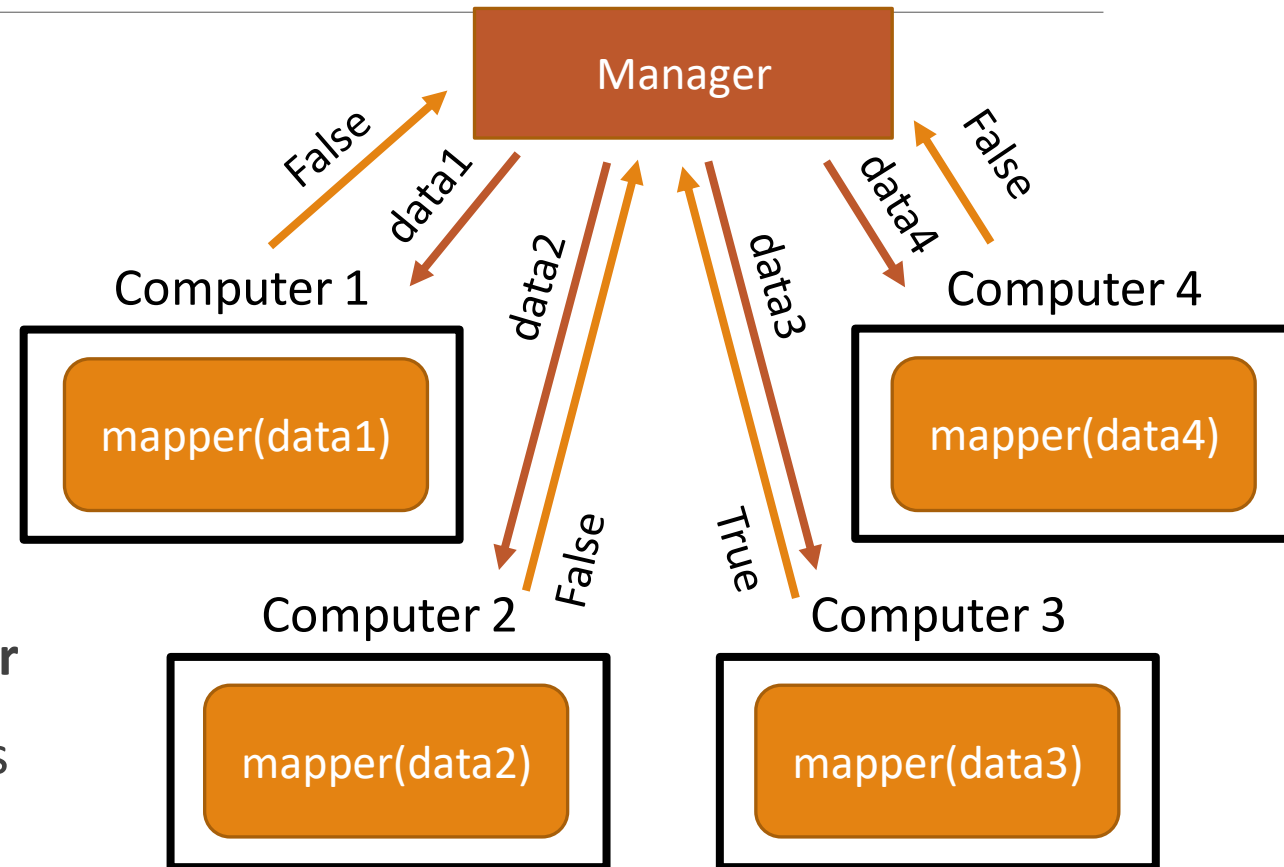 Manager
False
data1
data2
data3
data4
False
Computer 1
Computer 4
mapper(data1)
mapper(data4)
False
True
Computer 2
Computer 3
r
s
mapper(data2)
mapper(data3)